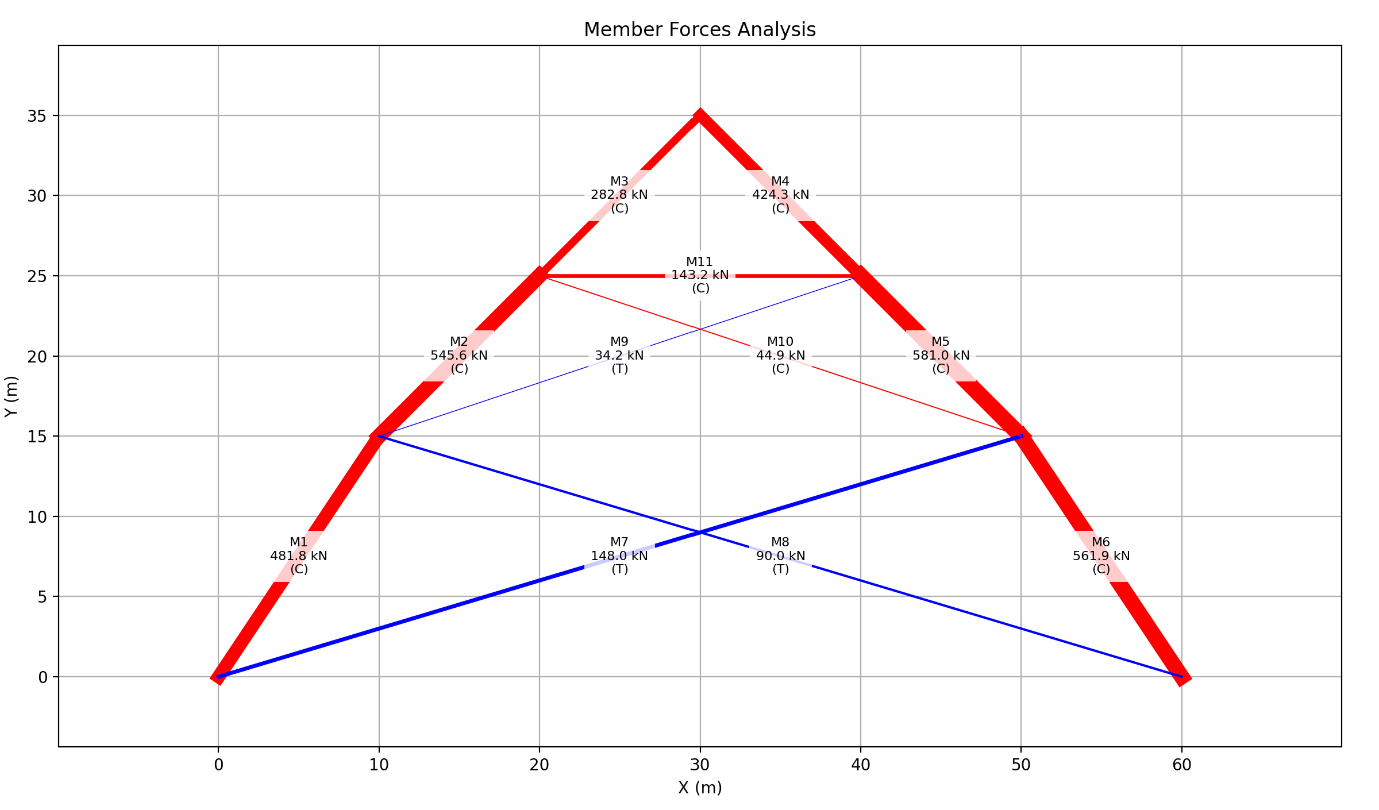 Member Forces Analysis
35
30
25
20
15
10
5
0
Y (m)
M3
282.8 kN
(C)
M4
424.3 kN
(C)
M11
143.2 kN
(C)
M2
545.6 kN
(C)
M9
34.2 kN
(T)
M10
44.9 kN
(C)
M5
581.0 kN
(C)
M1
481.8 kN
(C)
M7
148.0 kN
(T)
M8
90.0 kN
(T)
M6
561.9 kN
(C)
0
10
20
30
40
50
60
X (m)